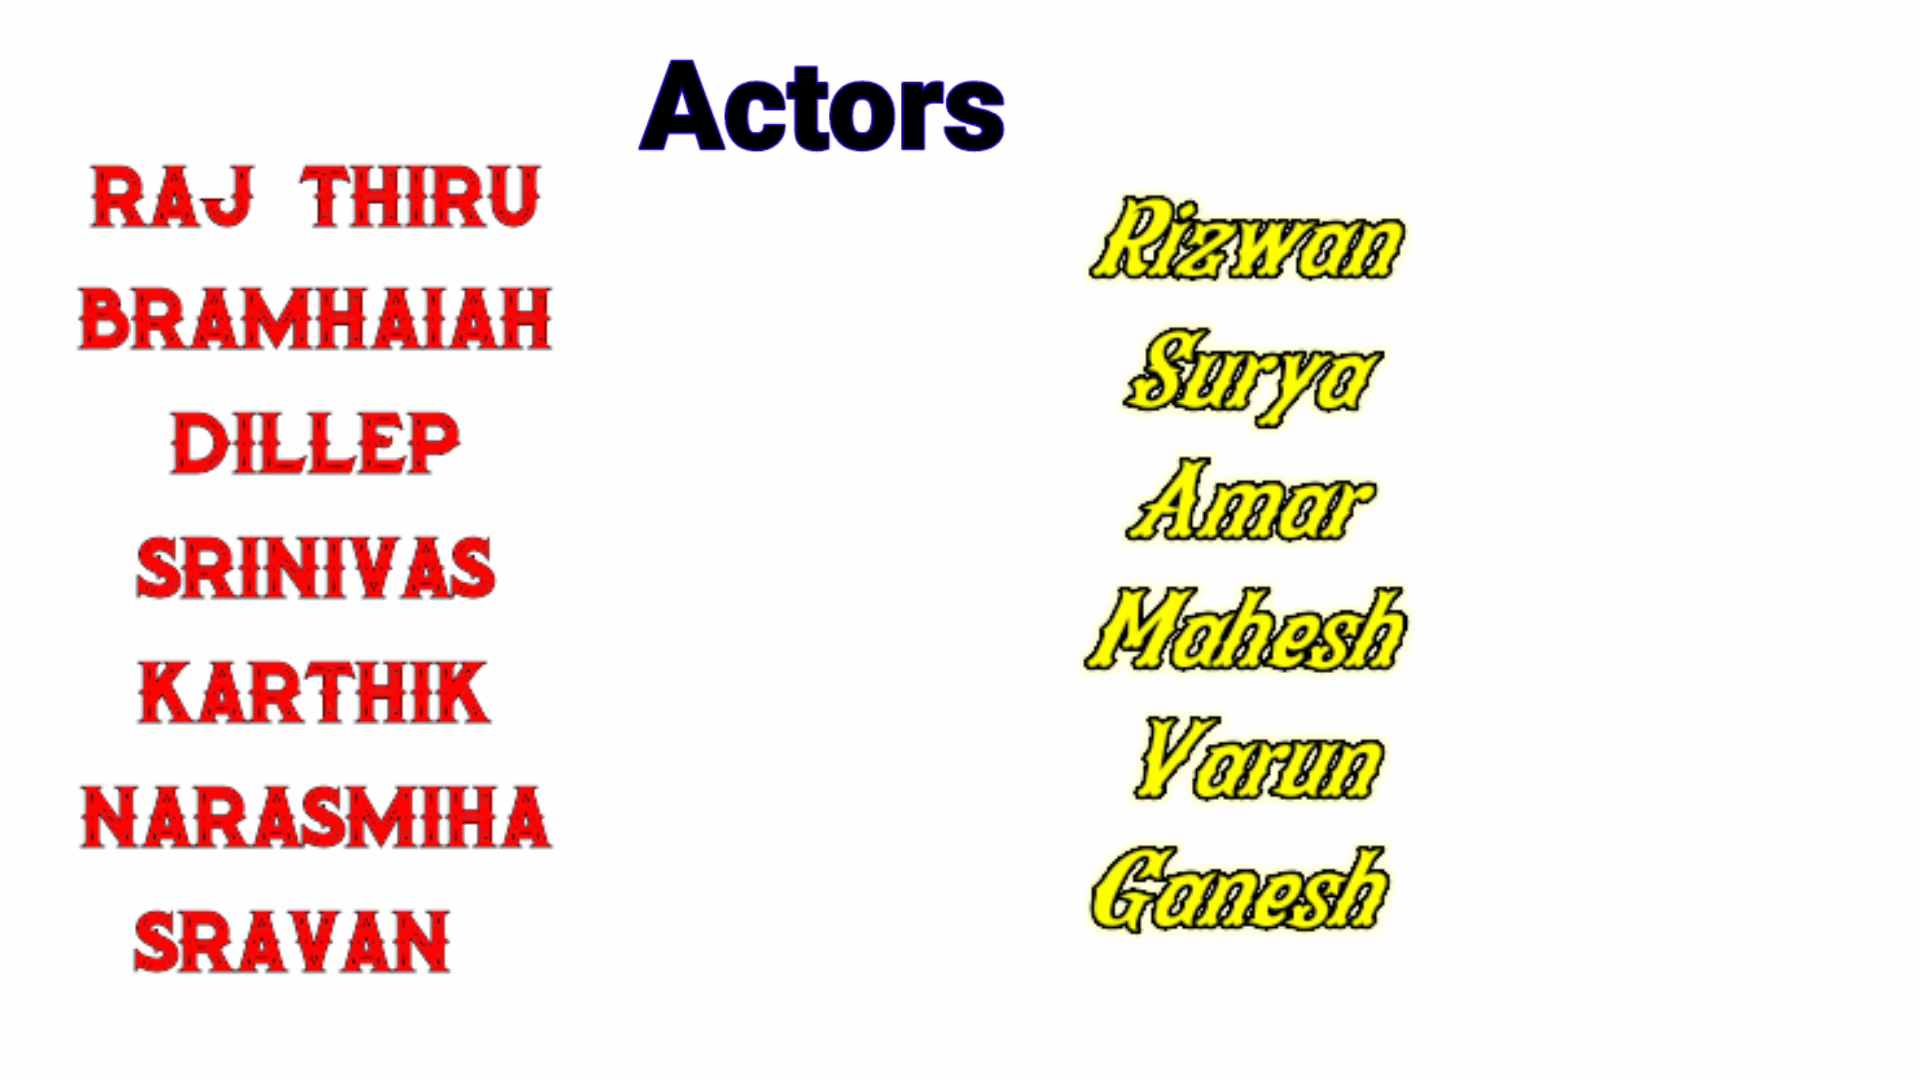 Actors
RAJ THIRU
BRAMHAIAH
DILLEP
SRINIVAS
KARTHIK
NARASMIHA
SRAVAN
Rizwan
Surya
Amar
Mahesh
Varun
Ganesh